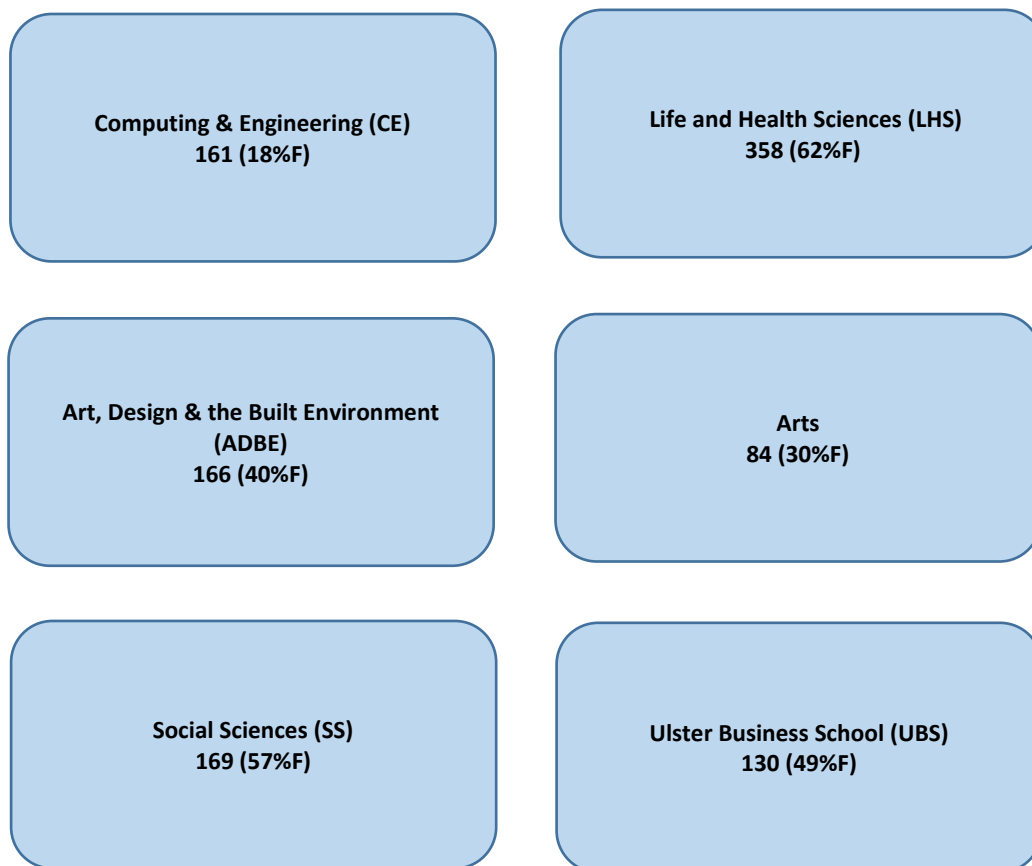 Computing & Engineering (CE)
161 (18%F)
Life and Health Sciences (LHS)
358 (62%F)
Art, Design & the Built Environment
(ADBE)
166 (40%F)
Arts
84 (30%F)
Social Sciences (SS)
169 (57%F)
Ulster Business School (UBS)
130 (49%F)